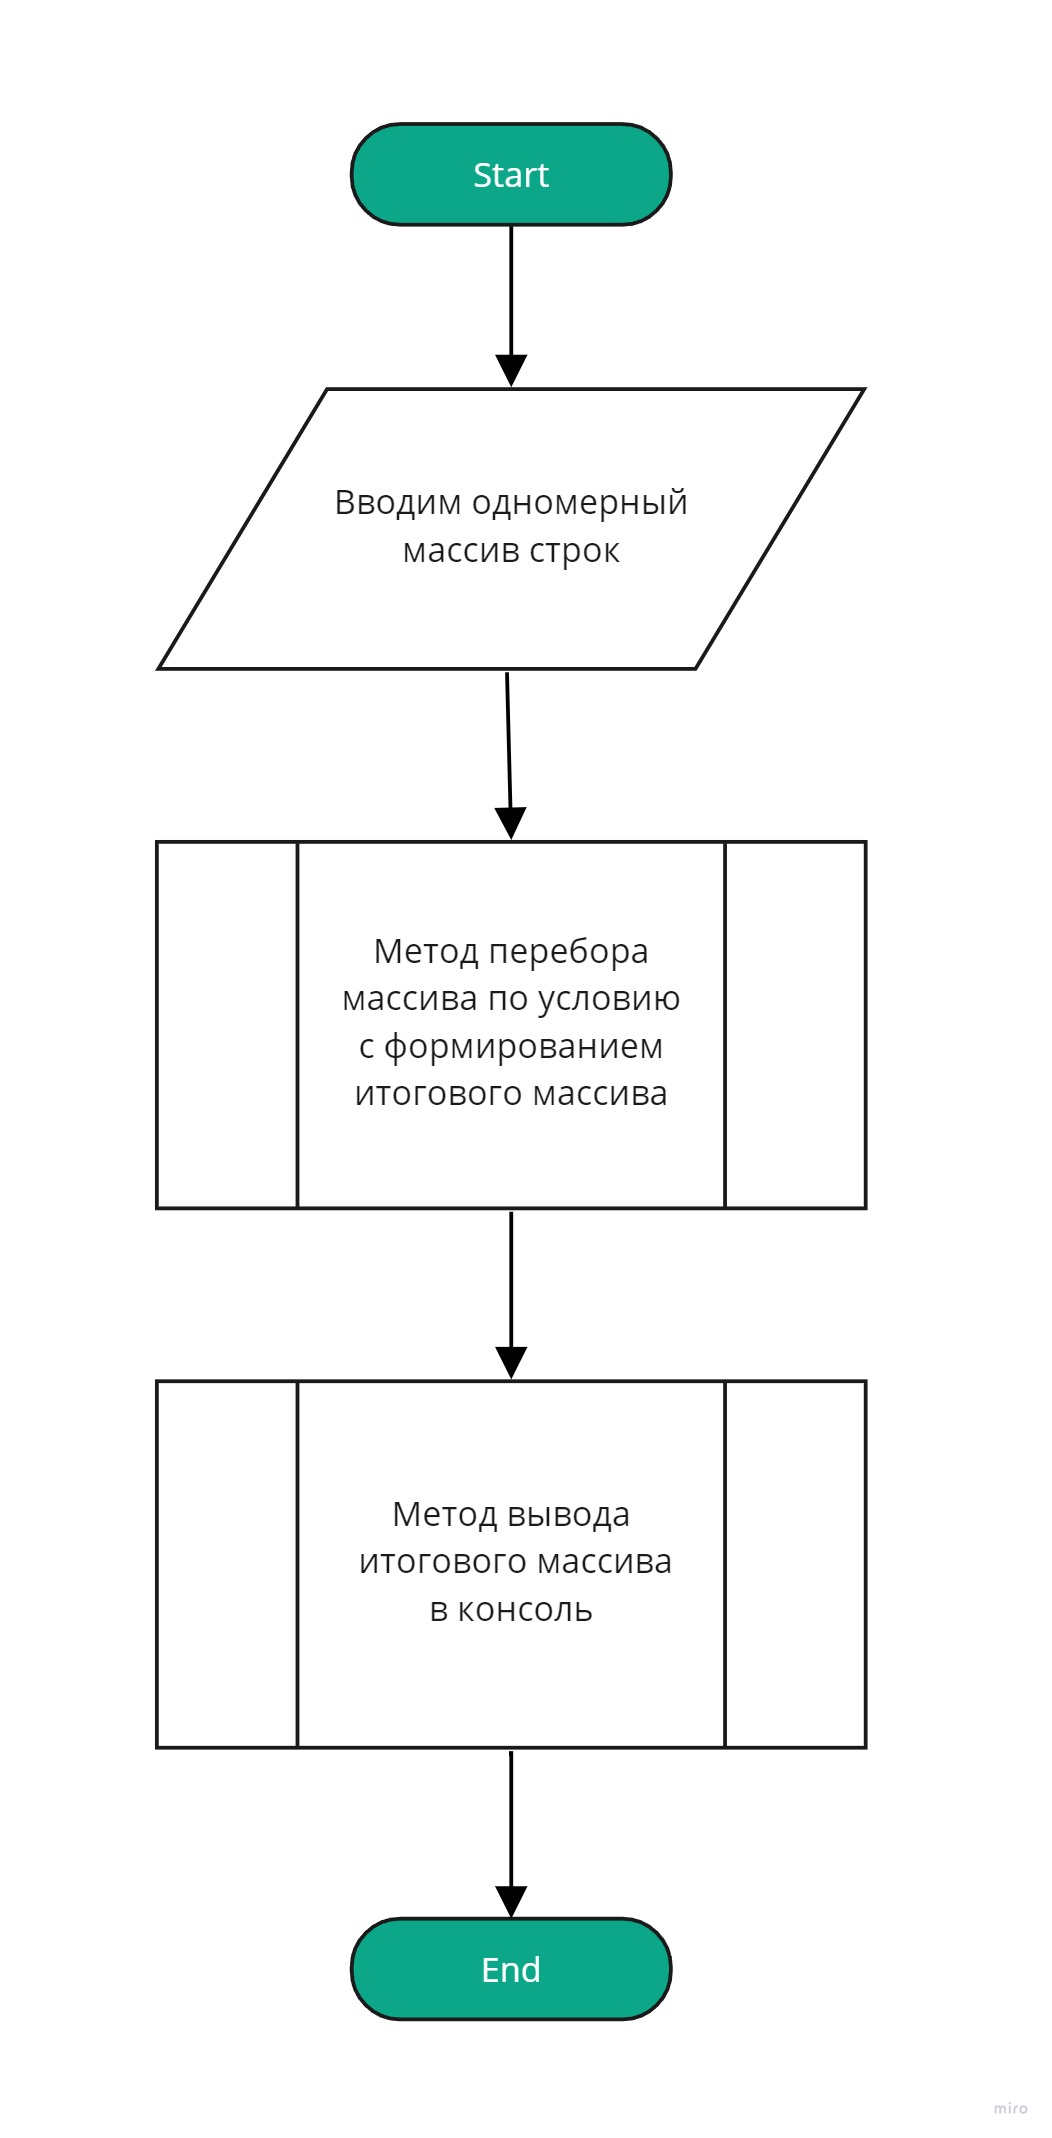 Start
Вводим одномерный
массив строк
Метод перебора
массива по условию
с формированием
итогового массива
Метод вывода
итогового массива
в консоль
End
miro